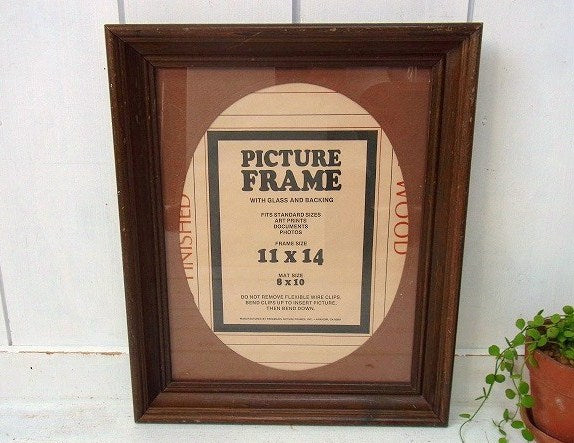 PICTURE
FRAME
WITH GLASS AND BACKING
FITS STANDARD SIZES
ART PRINTS
DOCUMENTS
PHOTOS
FRAME SIZE
11 x 14
MAT SIZE
8 x 10
DO NOT REMOVE FLEXIBLE WIRE CLIPS.
BEND CLIPS UP TO INSERT PICTURE.
THEN BEND DOWN.
FINISHED
WOOD